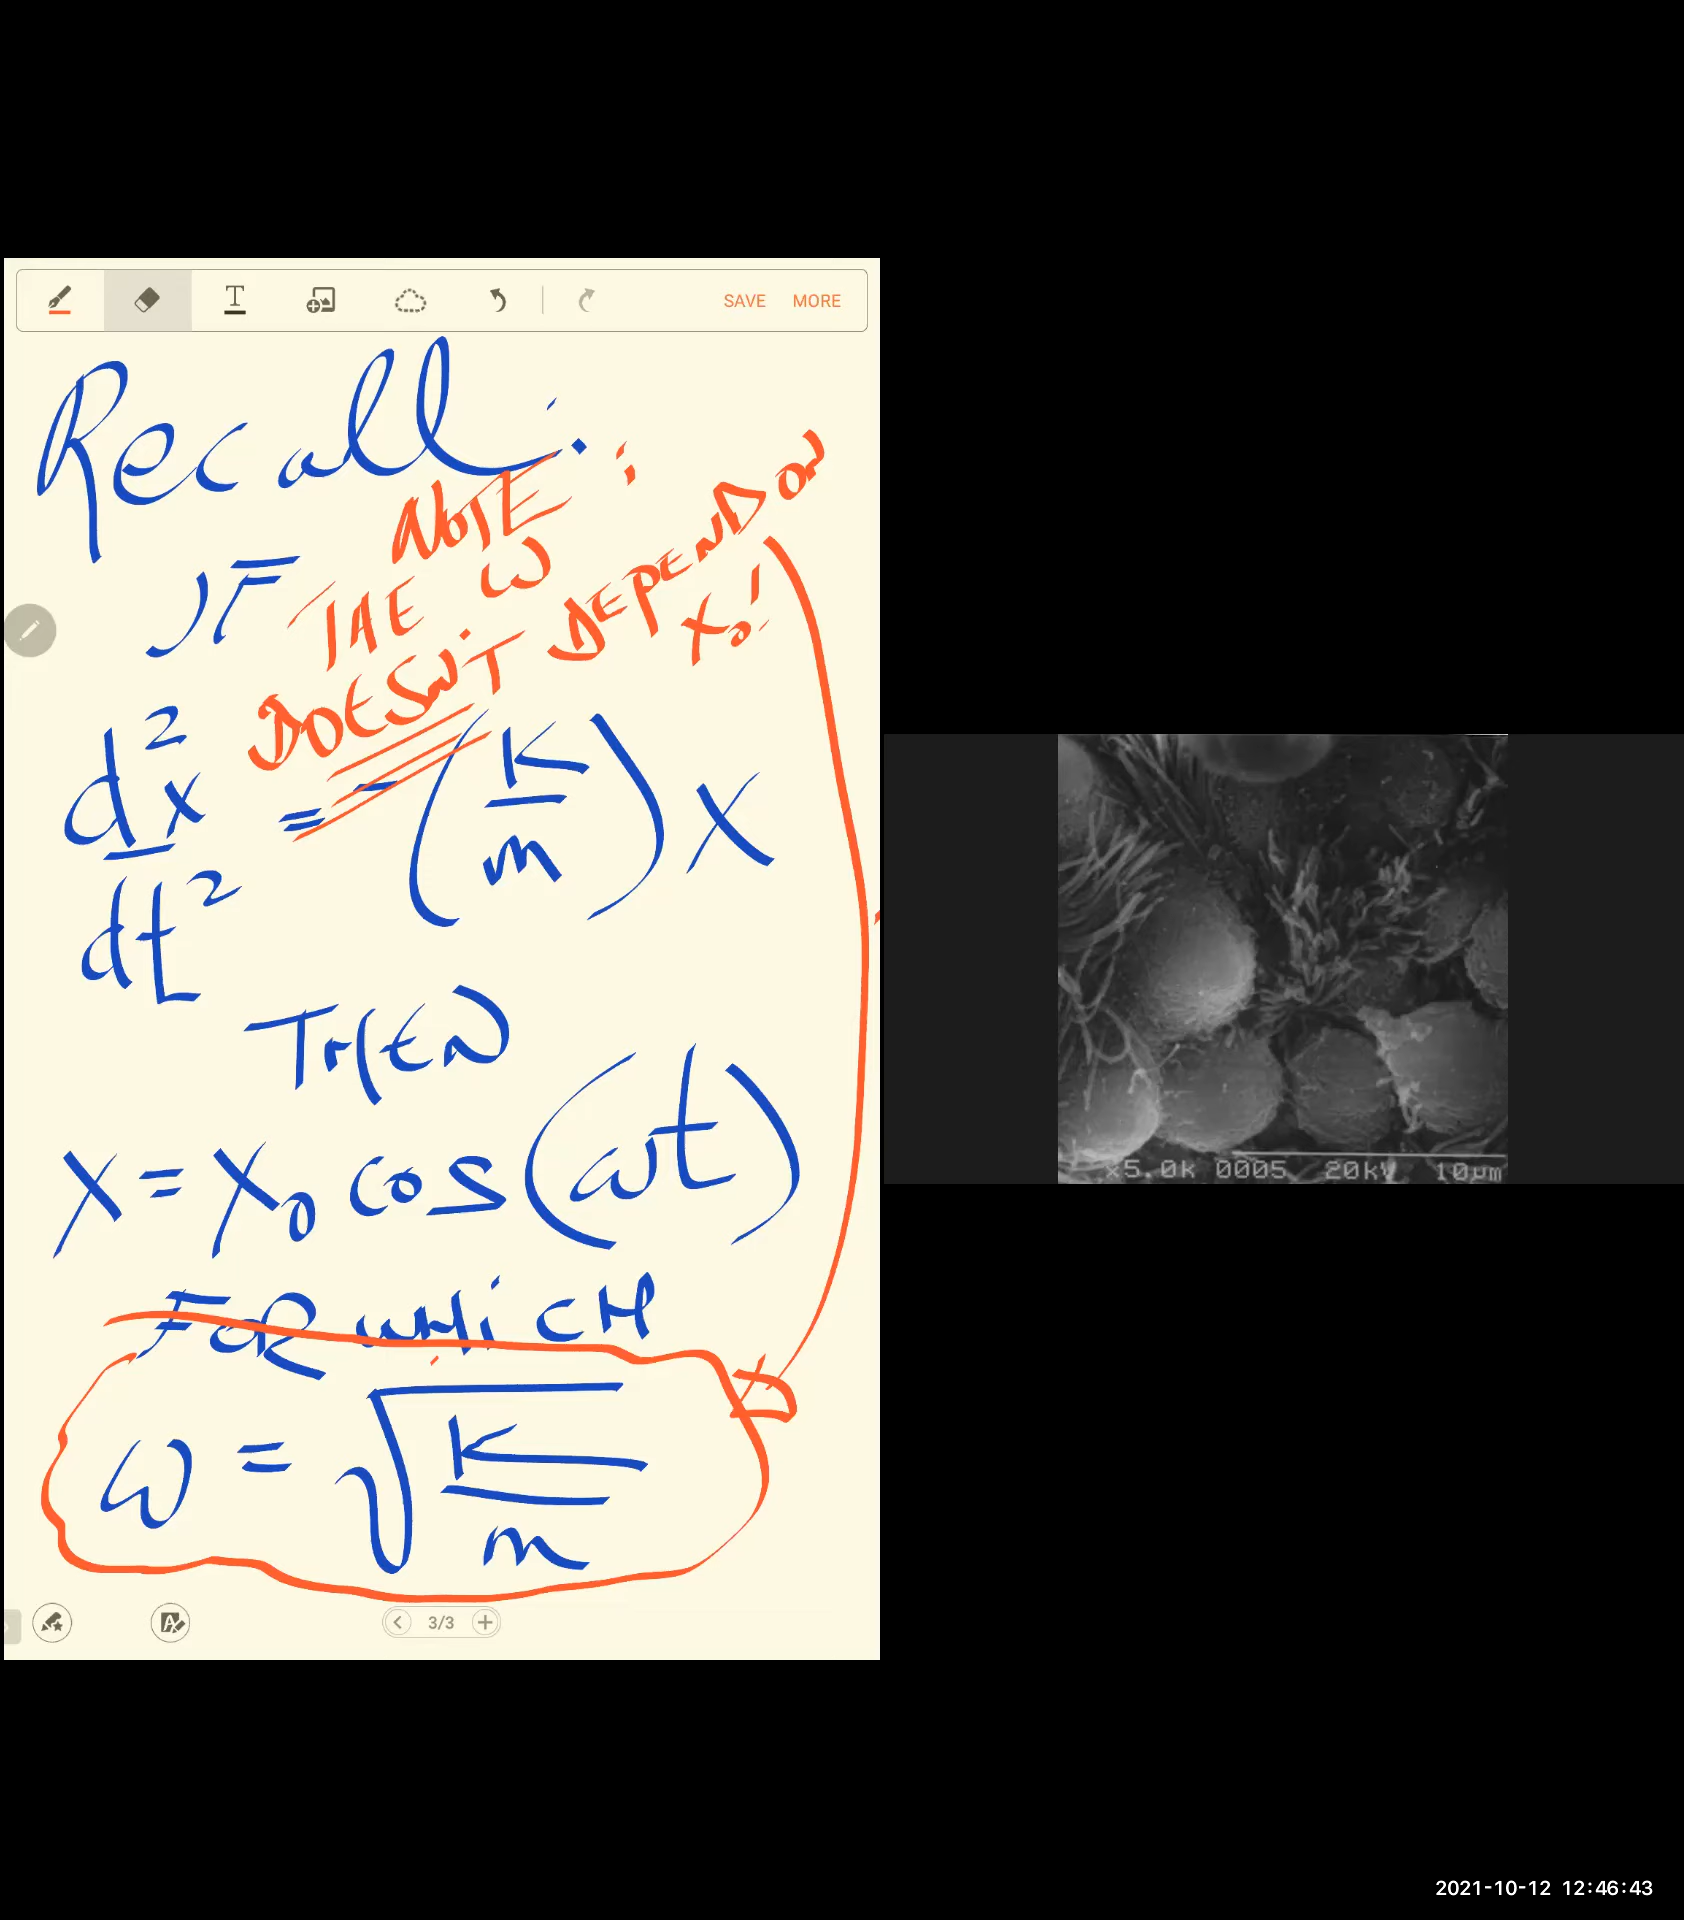 SAVE MORE
Recall:
NOTE:
IF THE ω
DOESN'T DEPEND ON
x₀!
d²x/dt² = -(k/m)x
THEN
x = x₀ cos(ωt)
FOR WHICH
ω = √(k/m)
3/3
x5.0k 0005 20kV 10μm
2021-10-12 12:46:43